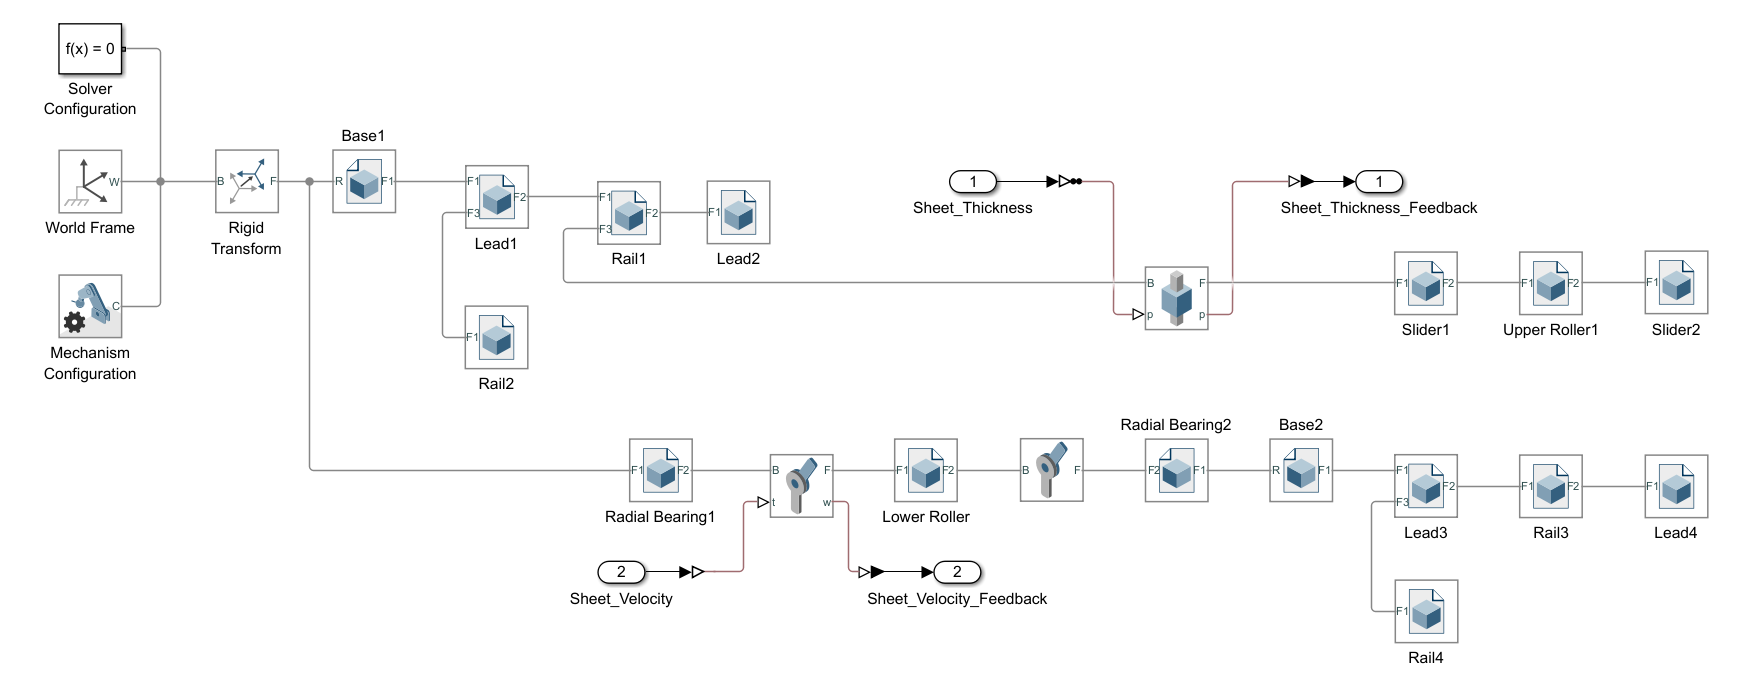 f(x) = 0
Solver
Configuration
W
World Frame
C
Mechanism
Configuration
B
F
Rigid
Transform
Base1
R
F1
F1
F2
F3
Lead1
F1
F2
F3
Rail1
F1
Lead2
F1
Rail2
1
Sheet_Thickness
1
Sheet_Thickness_Feedback
B
F
p
p
F1
F2
Slider1
F1
F2
Upper Roller1
F1
Slider2
F1
F2
Radial Bearing1
B
F
t
w
2
Sheet_Velocity
2
Sheet_Velocity_Feedback
F1
F2
Lower Roller
B
F
Radial Bearing2
F2
F1
Base2
R
F1
F1
F2
F3
Lead3
F1
F2
Rail3
F1
Lead4
F1
Rail4